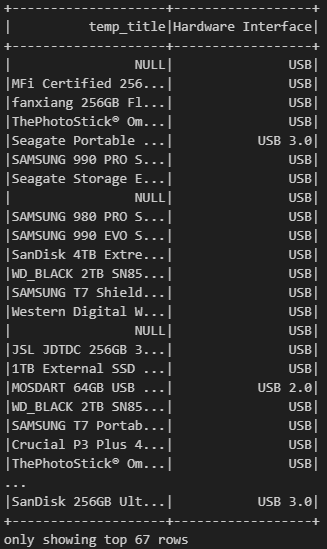 +--------------------+------------------+
|          temp_title|Hardware Interface|
+--------------------+------------------+
|                NULL|               USB|
|MFi Certified 256...|               USB|
|fanxiang 256GB Fl...|               USB|
|ThePhotoStick® Om...|               USB|
|Seagate Portable ...|           USB 3.0|
|SAMSUNG 990 PRO S...|               USB|
|Seagate Storage E...|               USB|
|                NULL|               USB|
|SAMSUNG 980 PRO S...|               USB|
|SAMSUNG 990 EVO S...|               USB|
|SanDisk 4TB Extre...|               USB|
|WD_BLACK 2TB SN85...|               USB|
|SAMSUNG T7 Shield...|               USB|
|Western Digital W...|               USB|
|                NULL|               USB|
|JSL JDTDC 256GB 3...|               USB|
|1TB External SSD ...|               USB|
|MOSDART 64GB USB ...|           USB 2.0|
|WD_BLACK 2TB SN85...|               USB|
|SAMSUNG T7 Portab...|               USB|
|Crucial P3 Plus 4...|               USB|
|ThePhotoStick® Om...|               USB|
...
|SanDisk 256GB Ult...|           USB 3.0|
+--------------------+------------------+
only showing top 67 rows